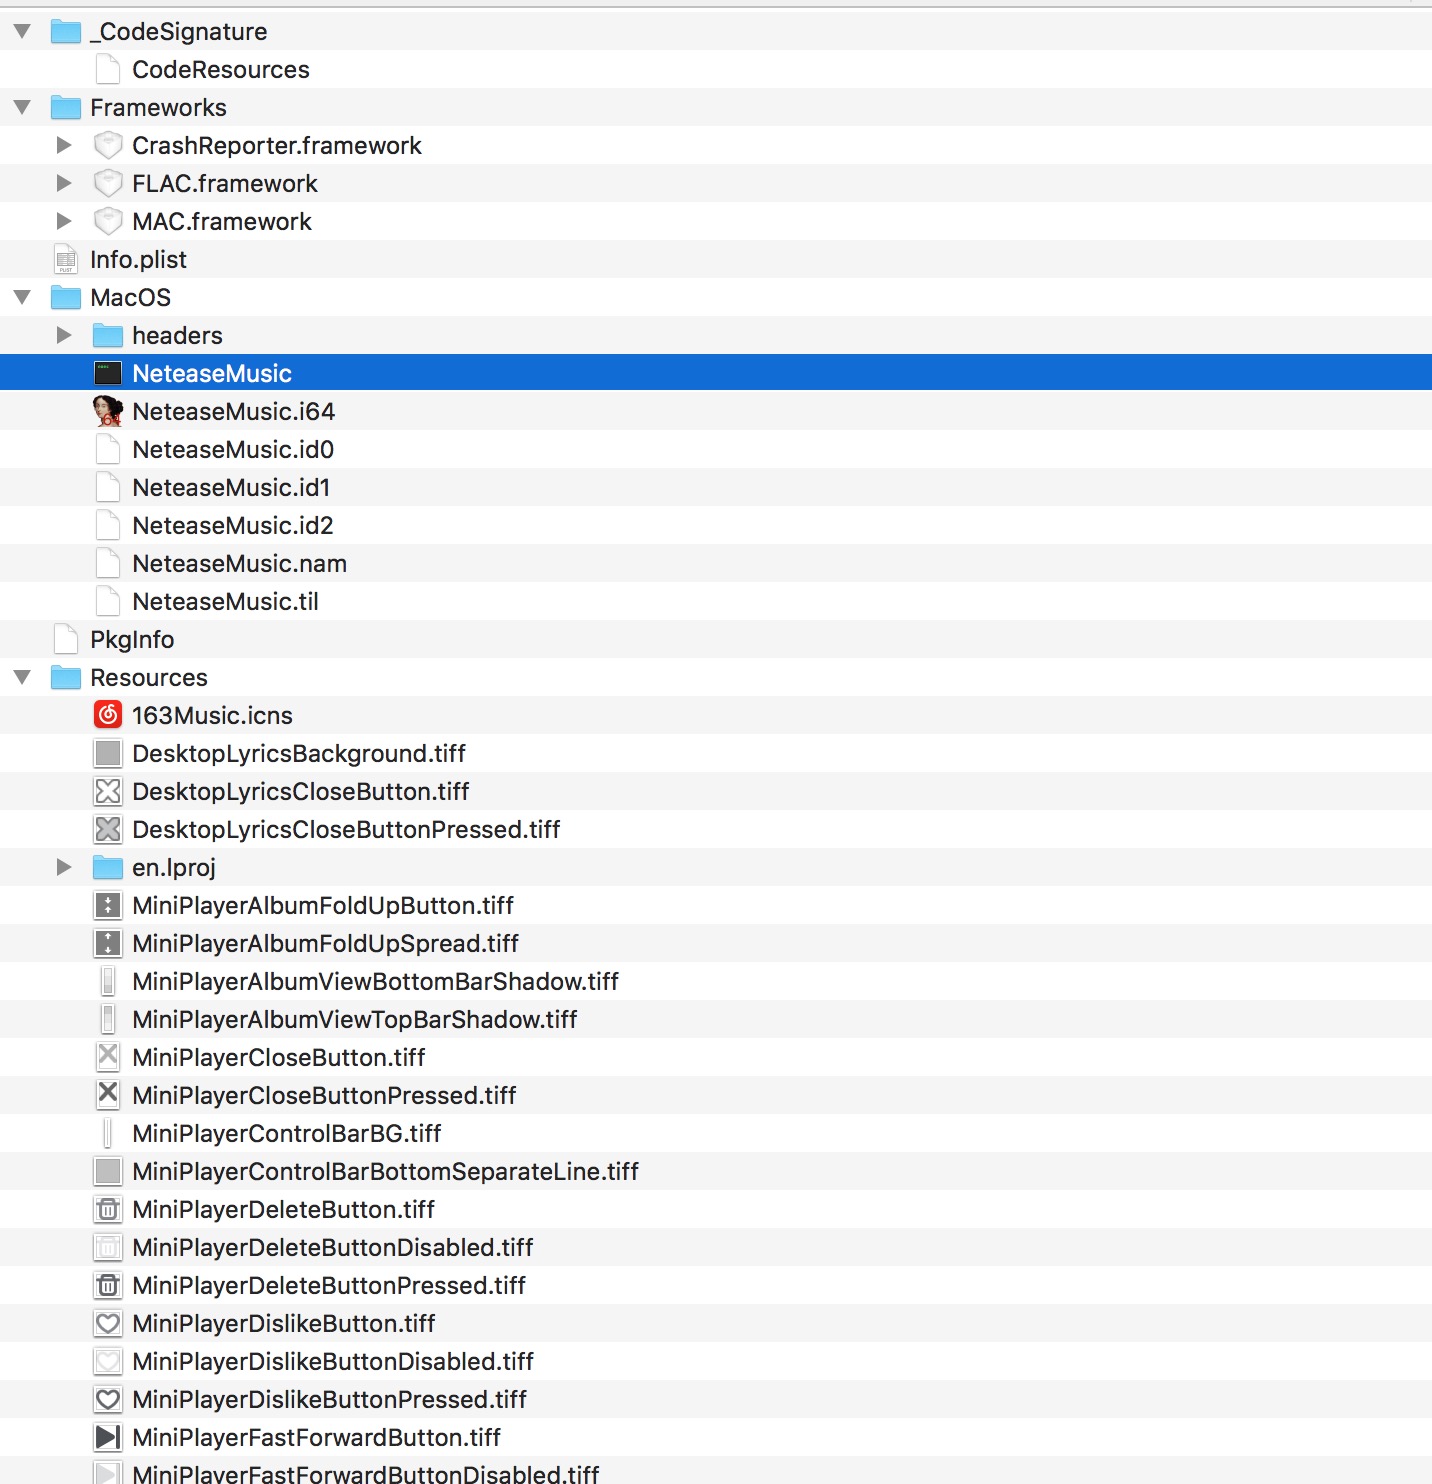 _CodeSignature
CodeResources
Frameworks
CrashReporter.framework
FLAC.framework
MAC.framework
Info.plist
MacOS
headers
NeteaseMusic
NeteaseMusic.i64
NeteaseMusic.id0
NeteaseMusic.id1
NeteaseMusic.id2
NeteaseMusic.nam
NeteaseMusic.til
PkgInfo
Resources
163Music.icns
DesktopLyricsBackground.tiff
DesktopLyricsCloseButton.tiff
DesktopLyricsCloseButtonPressed.tiff
en.lproj
MiniPlayerAlbumFoldUpButton.tiff
MiniPlayerAlbumFoldUpSpread.tiff
MiniPlayerAlbumViewBottomBarShadow.tiff
MiniPlayerAlbumViewTopBarShadow.tiff
MiniPlayerCloseButton.tiff
MiniPlayerCloseButtonPressed.tiff
MiniPlayerControlBarBG.tiff
MiniPlayerControlBarBottomSeparateLine.tiff
MiniPlayerDeleteButton.tiff
MiniPlayerDeleteButtonDisabled.tiff
MiniPlayerDeleteButtonPressed.tiff
MiniPlayerDislikeButton.tiff
MiniPlayerDislikeButtonDisabled.tiff
MiniPlayerDislikeButtonPressed.tiff
MiniPlayerFastForwardButton.tiff
MiniPlayerFastForwardButtonDisabled.tiff